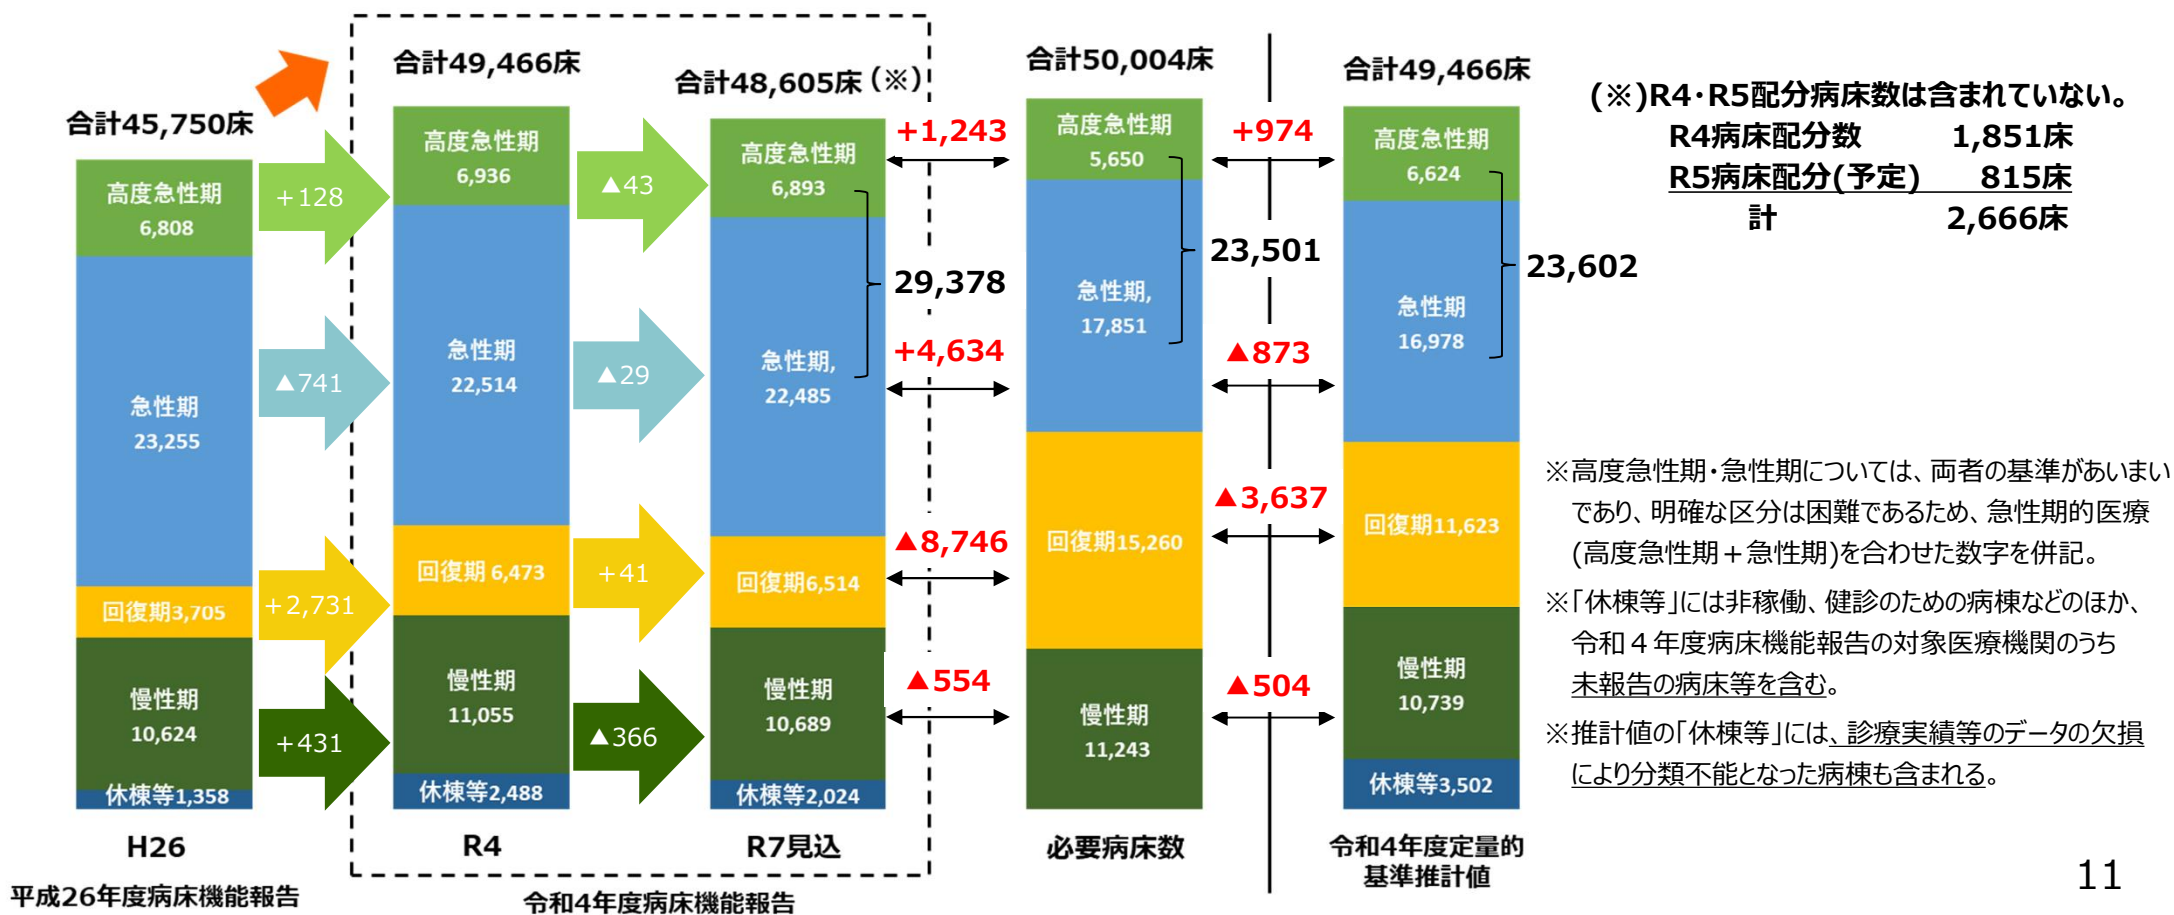 合計45,750床
高度急性期
6,808
急性期
23,255
回復期3,705
慢性期
10,624
休棟等1,358
H26
平成26年度病床機能報告
+128
▲741
+2,731
+431
合計49,466床
高度急性期
6,936
急性期
22,514
回復期 6,473
慢性期
11,055
休棟等2,488
R4
▲43
▲29
+41
▲366
合計48,605床(※)
高度急性期
6,893
急性期,
22,485
回復期6,514
慢性期
10,689
休棟等2,024
R7見込
令和4年度病床機能報告
29,378
+1,243
+4,634
▲8,746
▲554
合計50,004床
高度急性期
5,650
急性期,
17,851
回復期15,260
慢性期
11,243
必要病床数
23,501
+974
▲873
▲3,637
▲504
合計49,466床
高度急性期
6,624
急性期
16,978
回復期11,623
慢性期
10,739
休棟等3,502
令和4年度定量的
基準推計値
23,602
(※)R4・R5配分病床数は含まれていない。
R4病床配分数 1,851床
R5病床配分(予定) 815床
計 2,666床
※高度急性期・急性期については、両者の基準があいまい
であり、明確な区分は困難であるため、急性期的医療
(高度急性期+急性期)を合わせた数字を併記。
※「休棟等」には非稼働、健診のための病棟などのほか、
令和4年度病床機能報告の対象医療機関のうち
未報告の病床等を含む。
※推計値の「休棟等」には、診療実績等のデータの欠損
により分類不能となった病棟も含まれる。
11